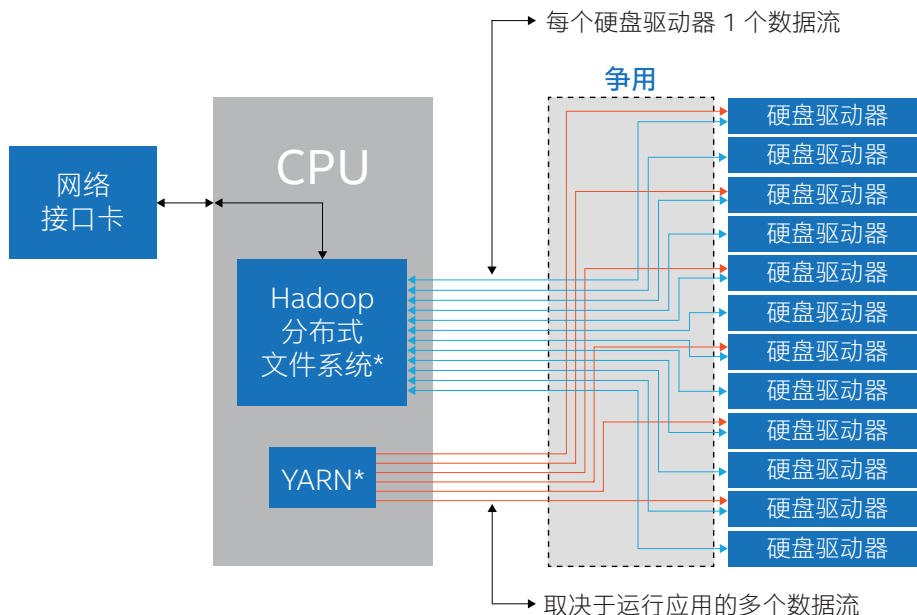 每个硬盘驱动器 1 个数据流
争用
CPU
网络
接口卡
Hadoop
分布式
文件系统*
YARN*
硬盘驱动器
硬盘驱动器
硬盘驱动器
硬盘驱动器
硬盘驱动器
硬盘驱动器
硬盘驱动器
硬盘驱动器
硬盘驱动器
硬盘驱动器
硬盘驱动器
硬盘驱动器
取决于运行应用的多个数据流